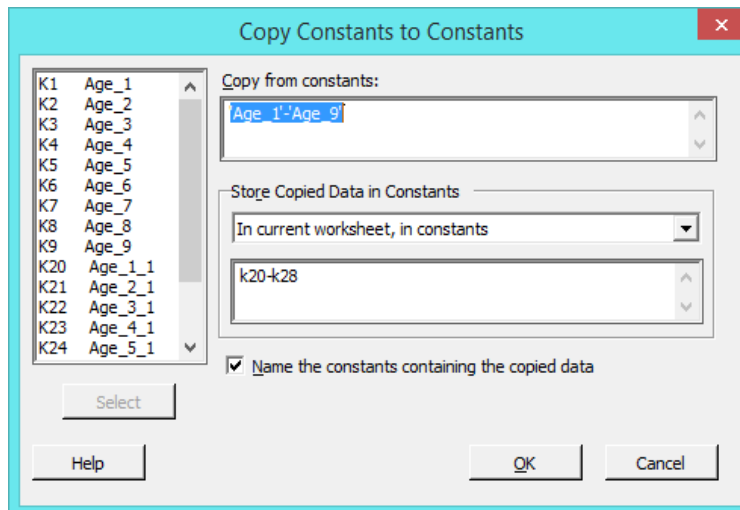 Copy Constants to Constants
x
K1 Age_1
K2 Age_2
K3 Age_3
K4 Age_4
K5 Age_5
K6 Age_6
K7 Age_7
K8 Age_8
K9 Age_9
K20 Age_1_1
K21 Age_2_1
K22 Age_3_1
K23 Age_4_1
K24 Age_5_1
Select
Copy from constants:
'Age_1'-'Age_9'
Store Copied Data in Constants
In current worksheet, in constants
k20-k28
Name the constants containing the copied data
Help
OK
Cancel